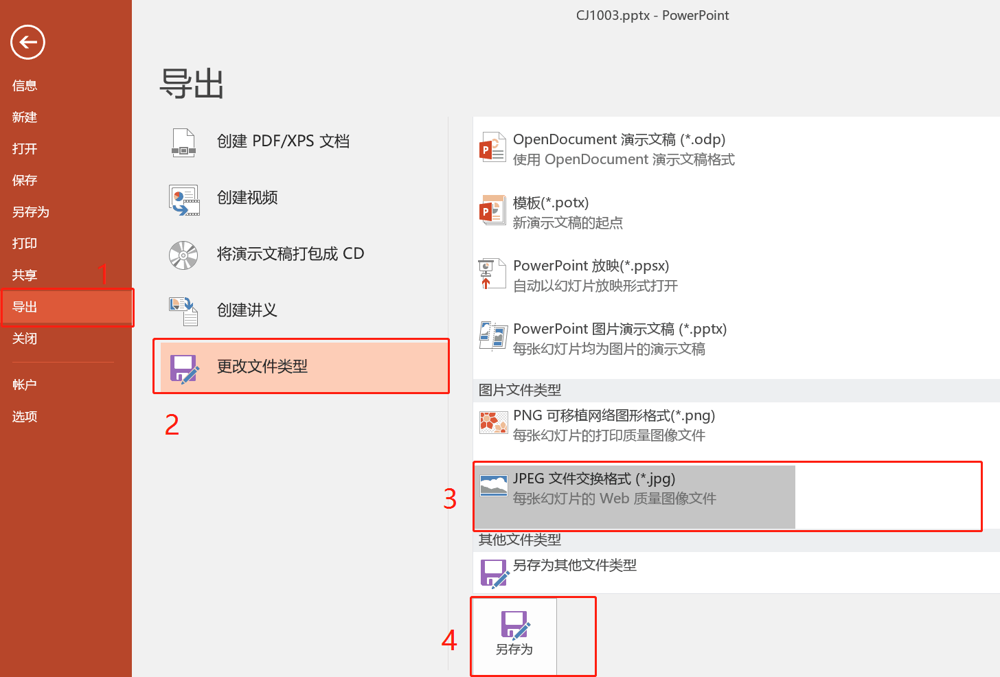 CJ1003.pptx - PowerPoint
信息
新建
打开
保存
另存为
打印
共享
1
导出
关闭
帐户
选项
导出
创建 PDF/XPS 文档
创建视频
将演示文稿打包成 CD
创建讲义
更改文件类型
2
OpenDocument 演示文稿 (*.odp)
使用 OpenDocument 演示文稿格式
模板(*.potx)
新演示文稿的起点
PowerPoint 放映(*.ppsx)
自动以幻灯片放映形式打开
PowerPoint 图片演示文稿 (*.pptx)
每张幻灯片均为图片的演示文稿
图片文件类型
PNG 可移植网络图形格式(*.png)
每张幻灯片的打印质量图像文件
3
JPEG 文件交换格式 (*.jpg)
每张幻灯片的 Web 质量图像文件
其他文件类型
另存为其他文件类型
4
另存为